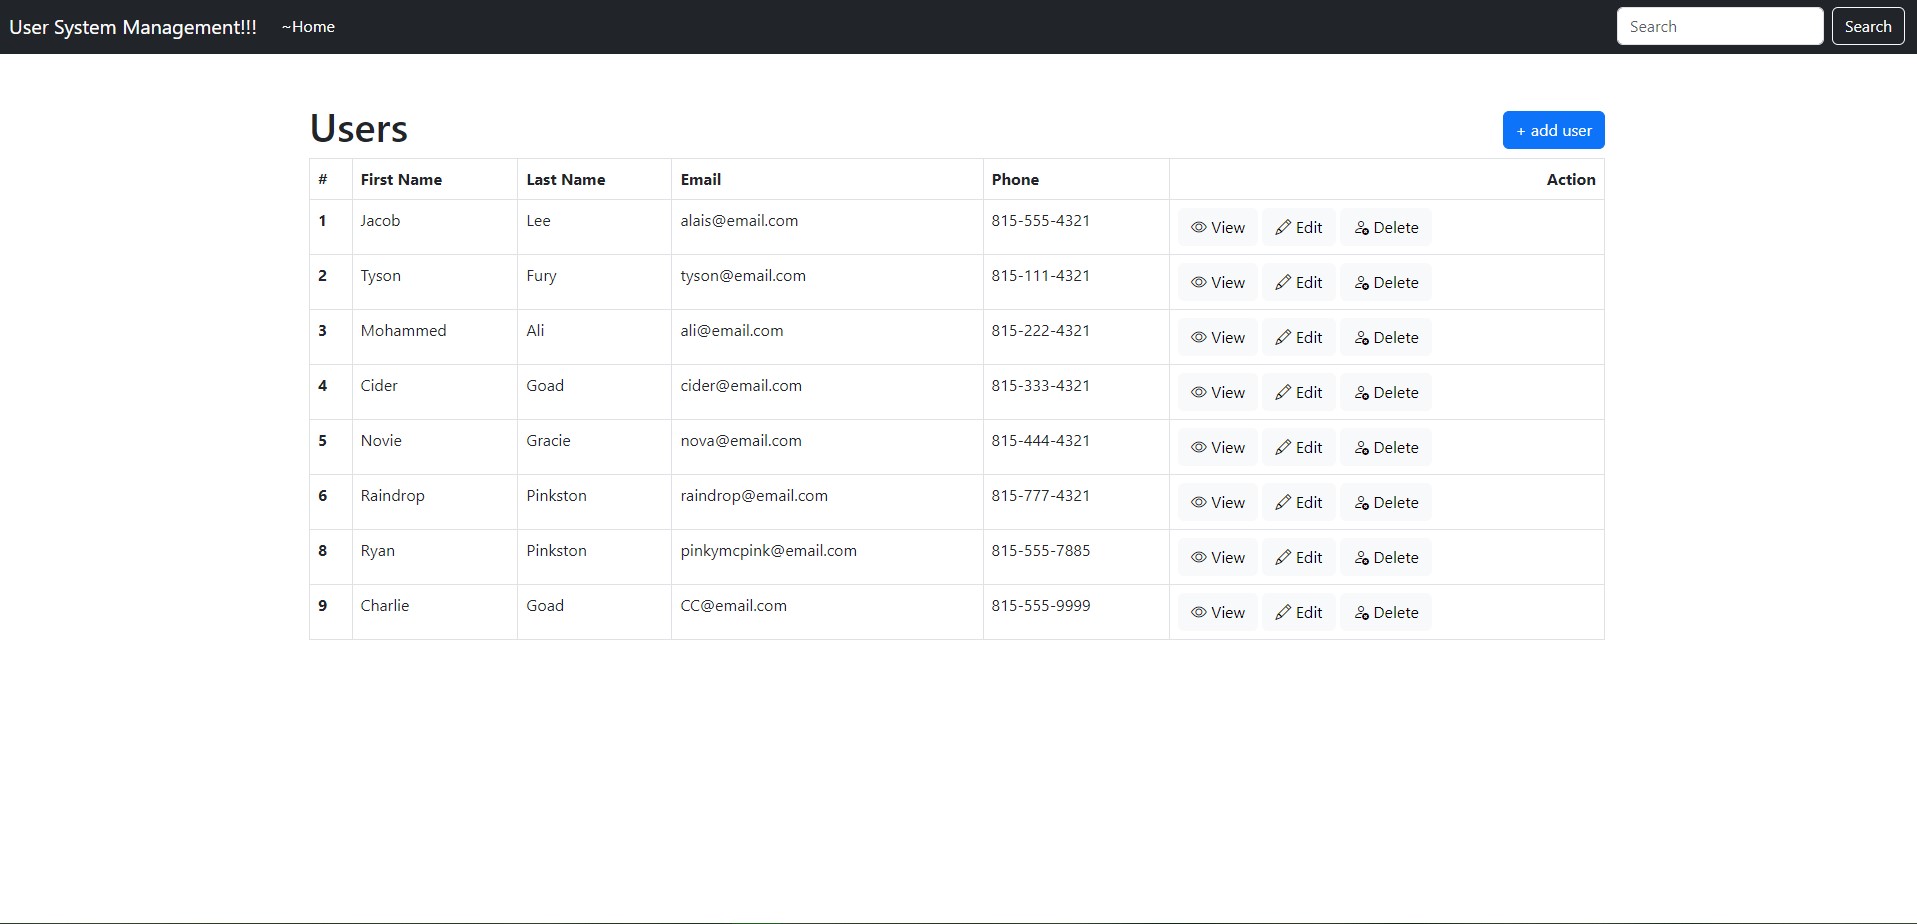 User System Management!!! ~Home Search Search
Users + add user
# First Name Last Name Email Phone Action
1 Jacob Lee alais@email.com 815-555-4321 View Edit Delete
2 Tyson Fury tyson@email.com 815-111-4321 View Edit Delete
3 Mohammed Ali ali@email.com 815-222-4321 View Edit Delete
4 Cider Goad cider@email.com 815-333-4321 View Edit Delete
5 Novie Gracie nova@email.com 815-444-4321 View Edit Delete
6 Raindrop Pinkston raindrop@email.com 815-777-4321 View Edit Delete
8 Ryan Pinkston pinkymcpink@email.com 815-555-7885 View Edit Delete
9 Charlie Goad CC@email.com 815-555-9999 View Edit Delete